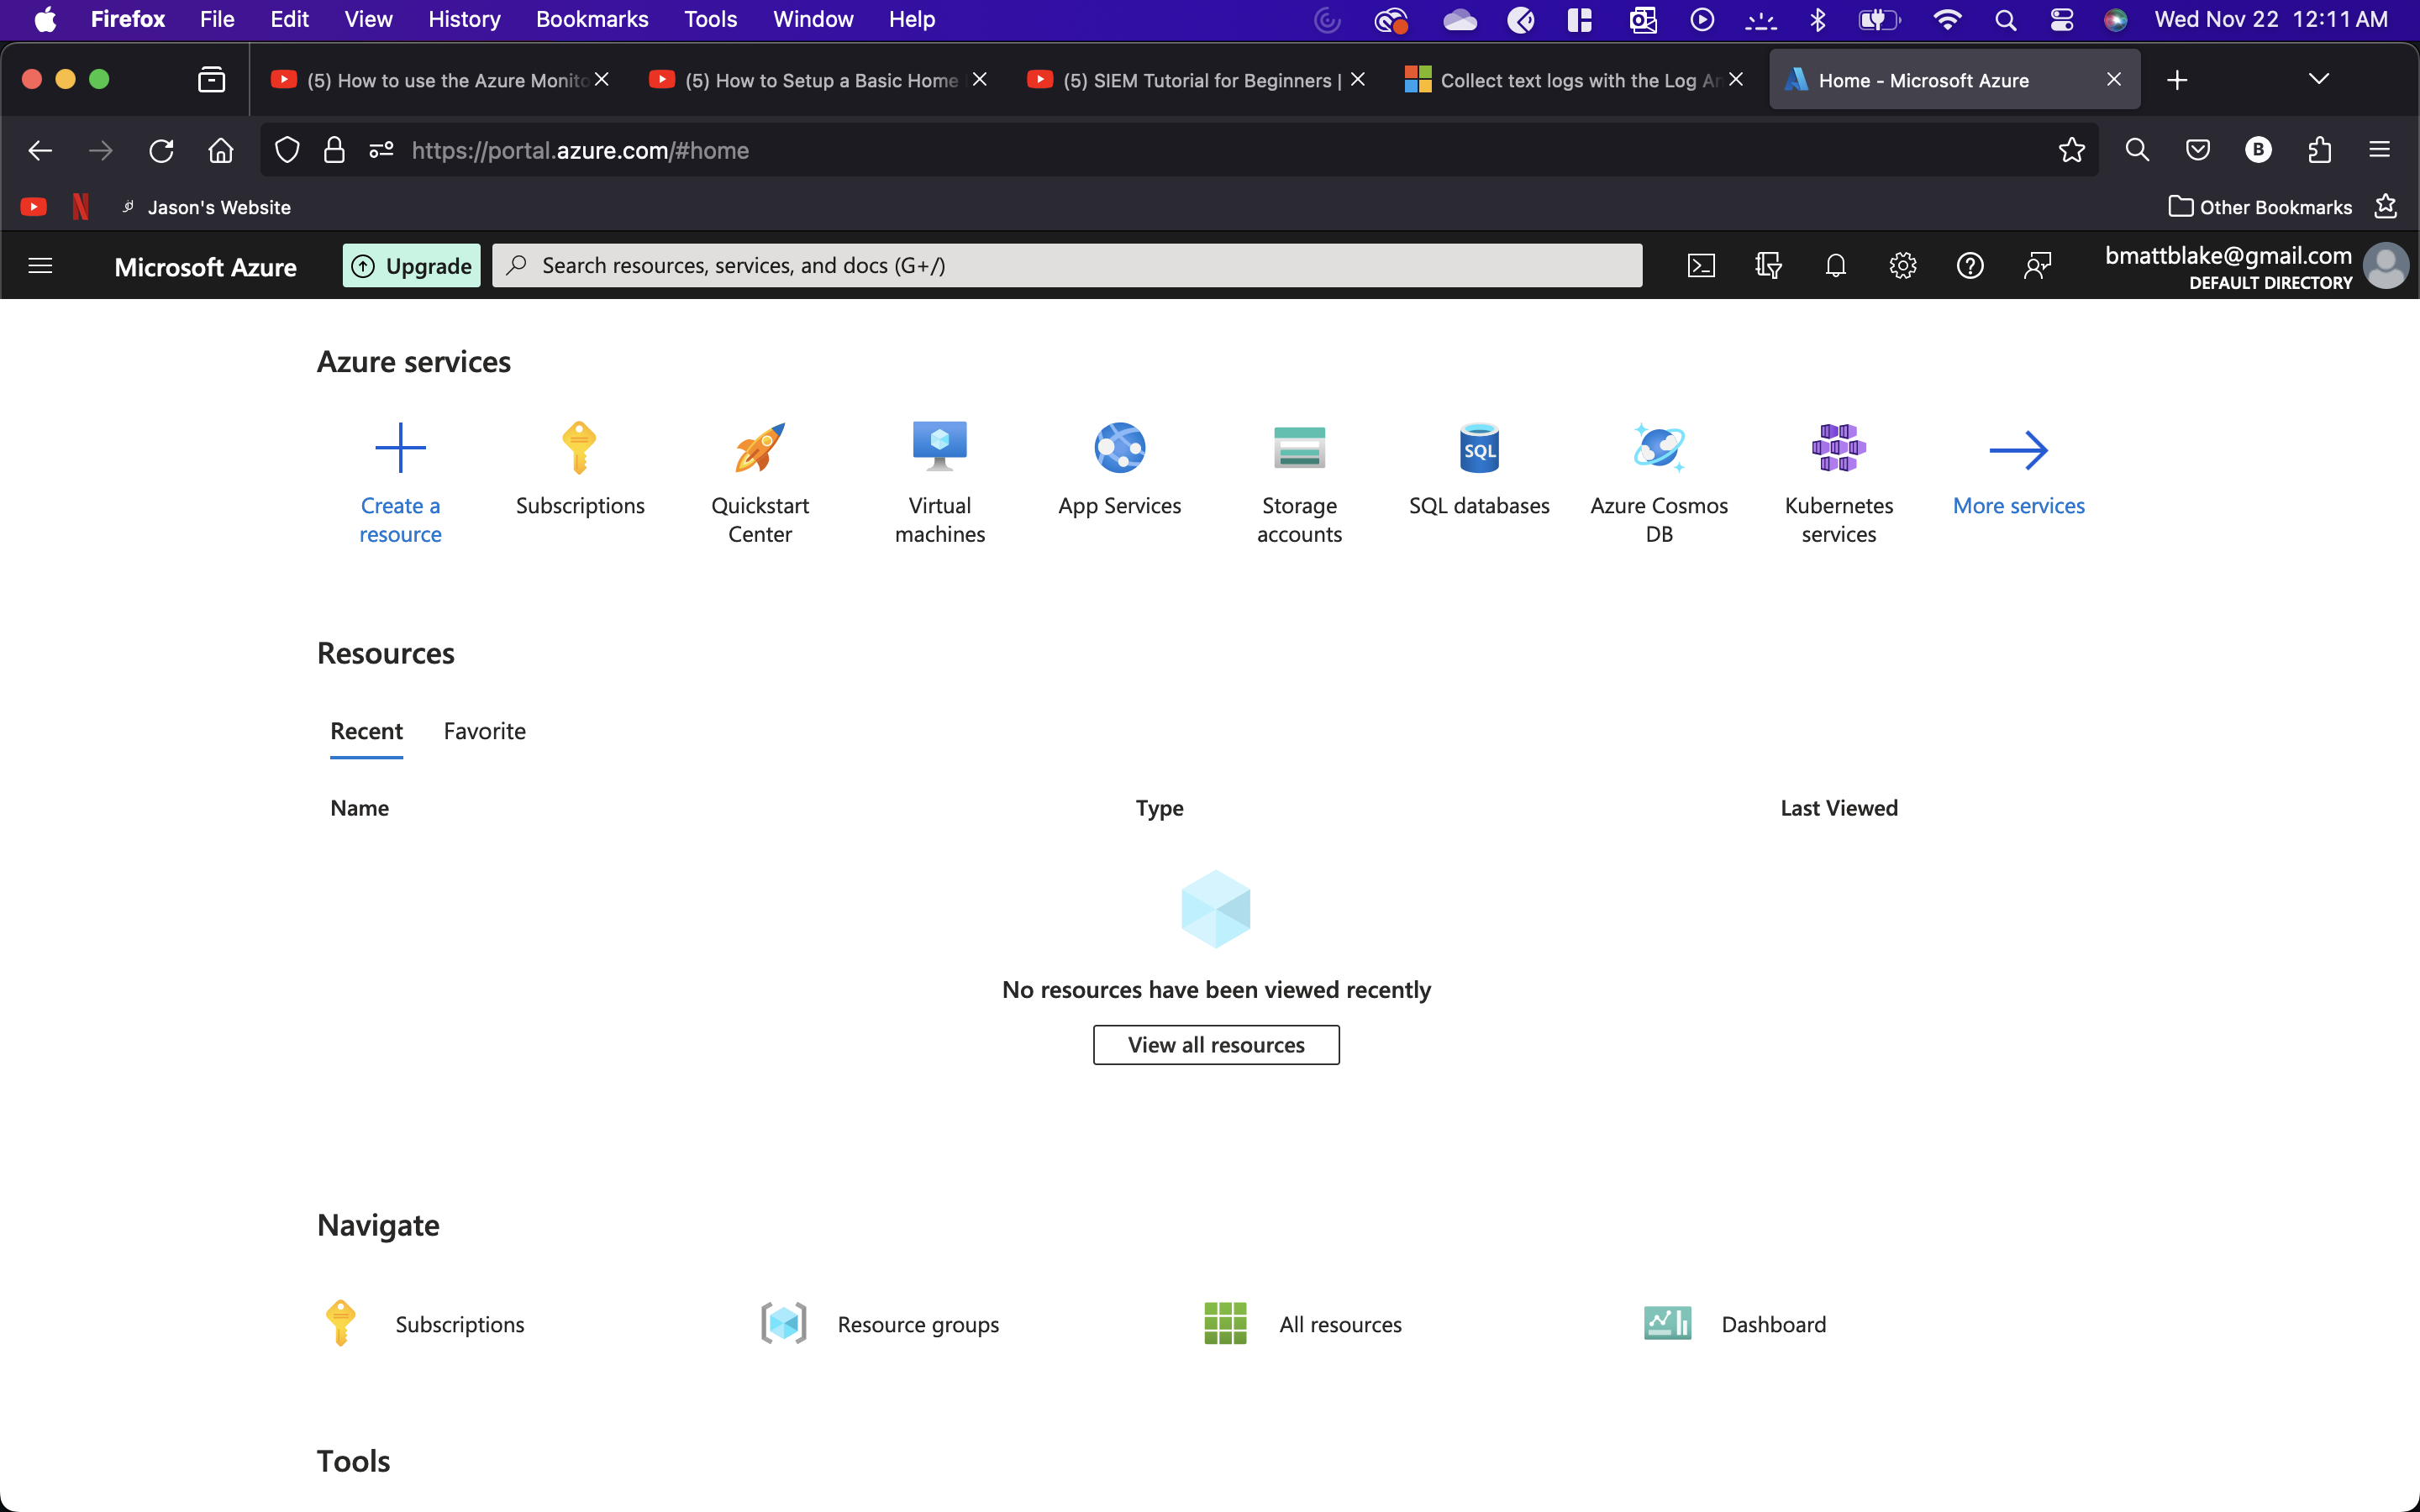 Firefox File Edit View History Bookmarks Tools Window Help Wed Nov 22 12:11 AM
(5) How to use the Azure Monito (5) How to Setup a Basic Home (5) SIEM Tutorial for Beginners | Collect text logs with the Log An Home - Microsoft Azure
https://portal.azure.com/#home B
Jason's Website Other Bookmarks
Microsoft Azure Upgrade Search resources, services, and docs (G+/) bmattblake@gmail.com
DEFAULT DIRECTORY
Azure services
SQL
Create a resource
Subscriptions
Quickstart Center
Virtual machines
App Services
Storage accounts
SQL databases
Azure Cosmos DB
Kubernetes services
More services
Resources
Recent Favorite
Name Type Last Viewed
No resources have been viewed recently
View all resources
Navigate
Subscriptions Resource groups All resources Dashboard
Tools